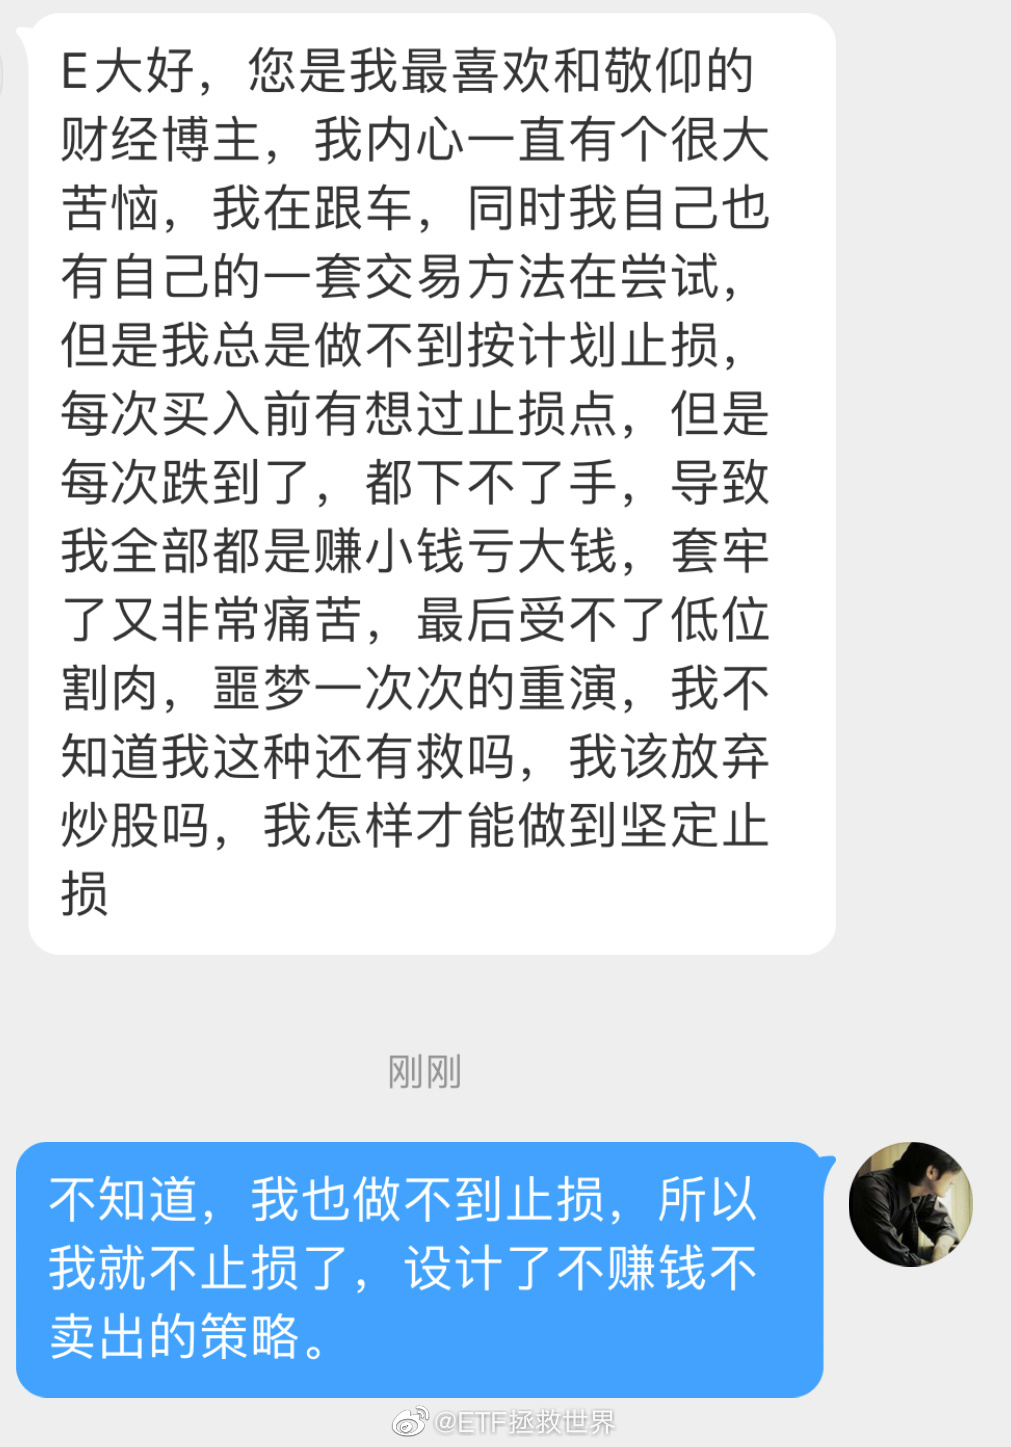 E大好，您是我最喜欢和敬仰的
财经博主，我内心一直有个很大
苦恼，我在跟车，同时我自己也
有自己的一套交易方法在尝试，
但是我总是做不到按计划止损，
每次买入前有想过止损点，但是
每次跌到了，都下不了手，导致
我全部都是赚小钱亏大钱，套牢
了又非常痛苦，最后受不了低位
割肉，噩梦一次次的重演，我不
知道我这种还有救吗，我该放弃
炒股吗，我怎样才能做到坚定止
损
刚刚
不知道，我也做不到止损，所以
我就不止损了，设计了不赚钱不
卖出的策略。
@ETF拯救世界